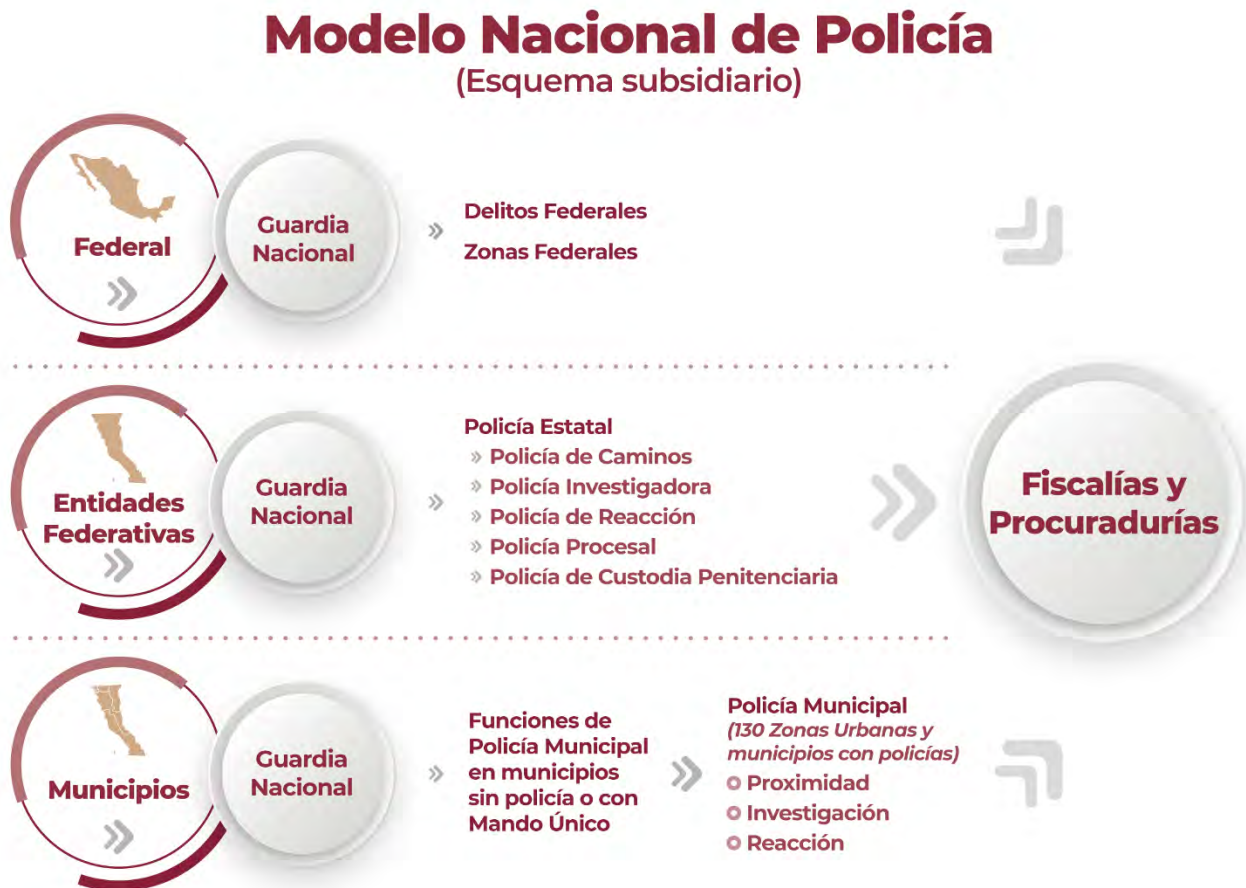 Modelo Nacional de Policía
(Esquema subsidiario)
Federal
Guardia
Nacional
Delitos Federales
Zonas Federales
Entidades
Federativas
Guardia
Nacional
Policía Estatal
» Policía de Caminos
» Policía Investigadora
» Policía de Reacción
» Policía Procesal
» Policía de Custodia Penitenciaria
Municipios
Guardia
Nacional
Funciones de
Policía Municipal
en municipios
sin policía o con
Mando Único
Policía Municipal
(130 Zonas Urbanas y
municipios con policías)
Proximidad
Investigación
Reacción
Fiscalías y
Procuradurías